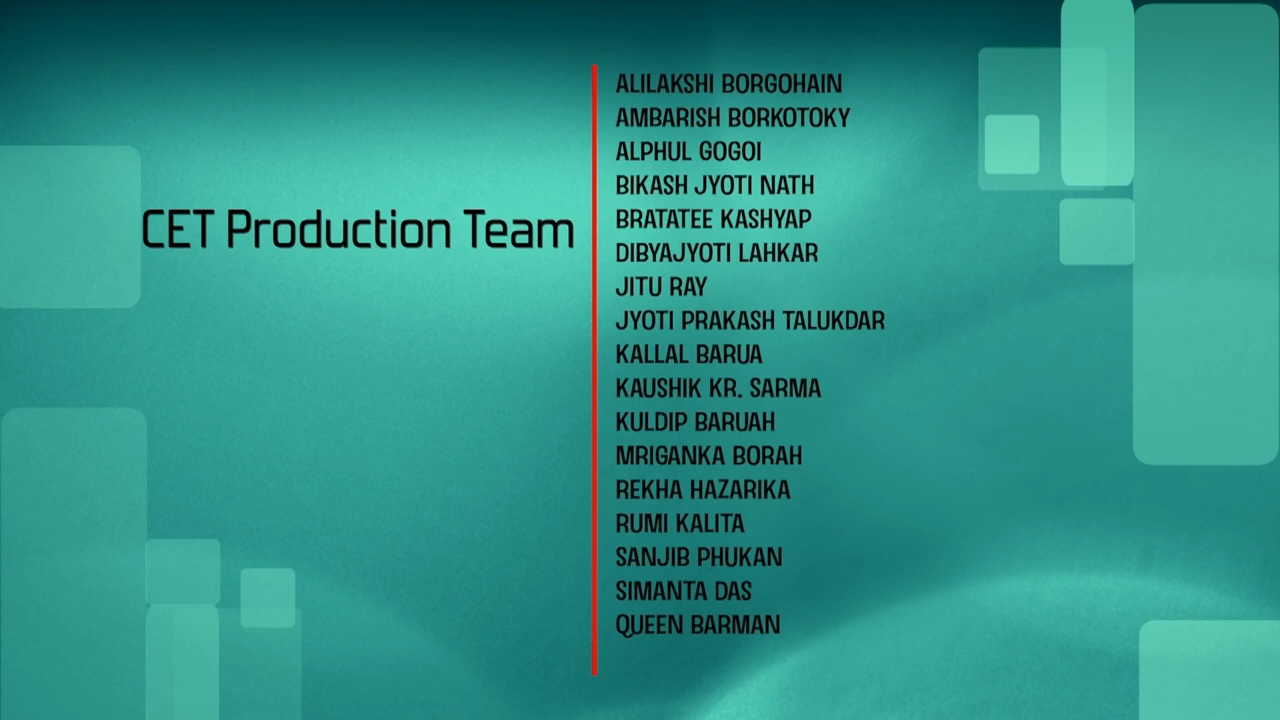 CET Production Team
ALILAKSHI BORGOHAIN
AMBARISH BORKOTOKY
ALPHUL GOGOI
BIKASH JYOTI NATH
BRATATEE KASHYAP
DIBYAJYOTI LAHKAR
JITU RAY
JYOTI PRAKASH TALUKDAR
KALLAL BARUA
KAUSHIK KR. SARMA
KULDIP BARUAH
MRIGANKA BORAH
REKHA HAZARIKA
RUMI KALITA
SANJIB PHUKAN
SIMANTA DAS
QUEEN BARMAN